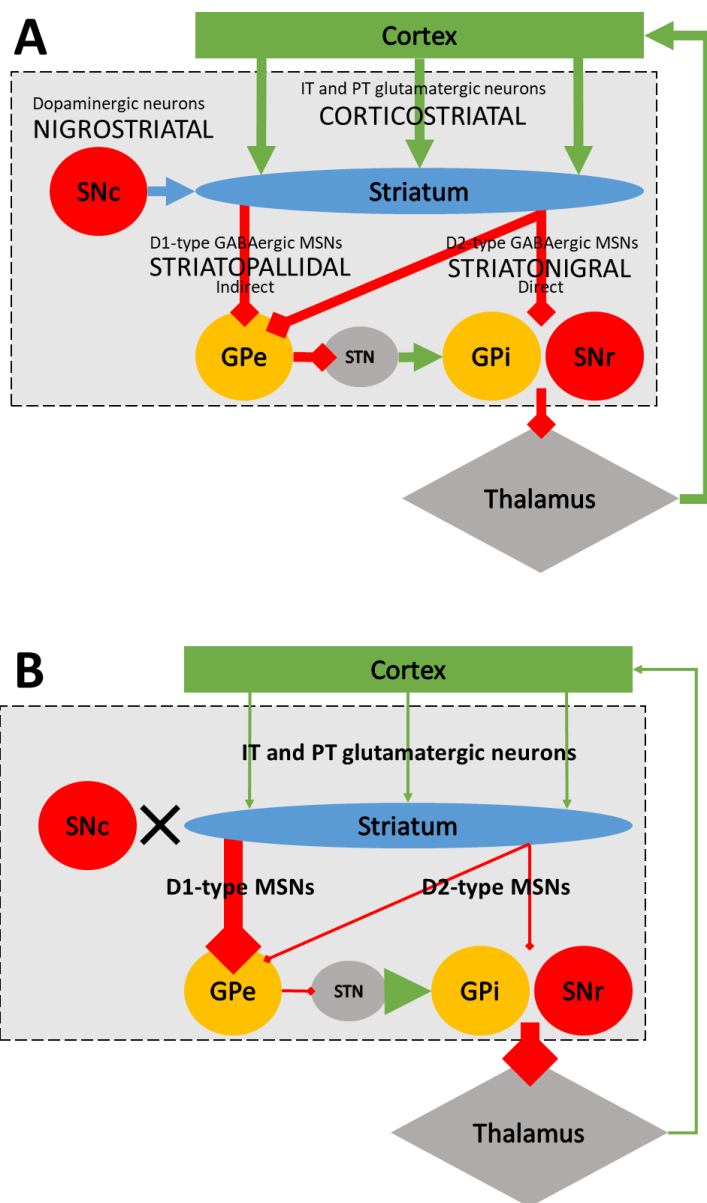 A
Cortex
Dopaminergic neurons
NIGROSTRIATAL
IT and PT glutamatergic neurons
CORTICOSTRIATAL
SNc
Striatum
D1-type GABAergic MSNs
STRIATOPALLIDAL
Indirect
D2-type GABAergic MSNs
STRIATONIGRAL
Direct
GPe
STN
GPi
SNr
Thalamus
B
Cortex
IT and PT glutamatergic neurons
SNc
Striatum
D1-type MSNs
D2-type MSNs
GPe
STN
GPi
SNr
Thalamus